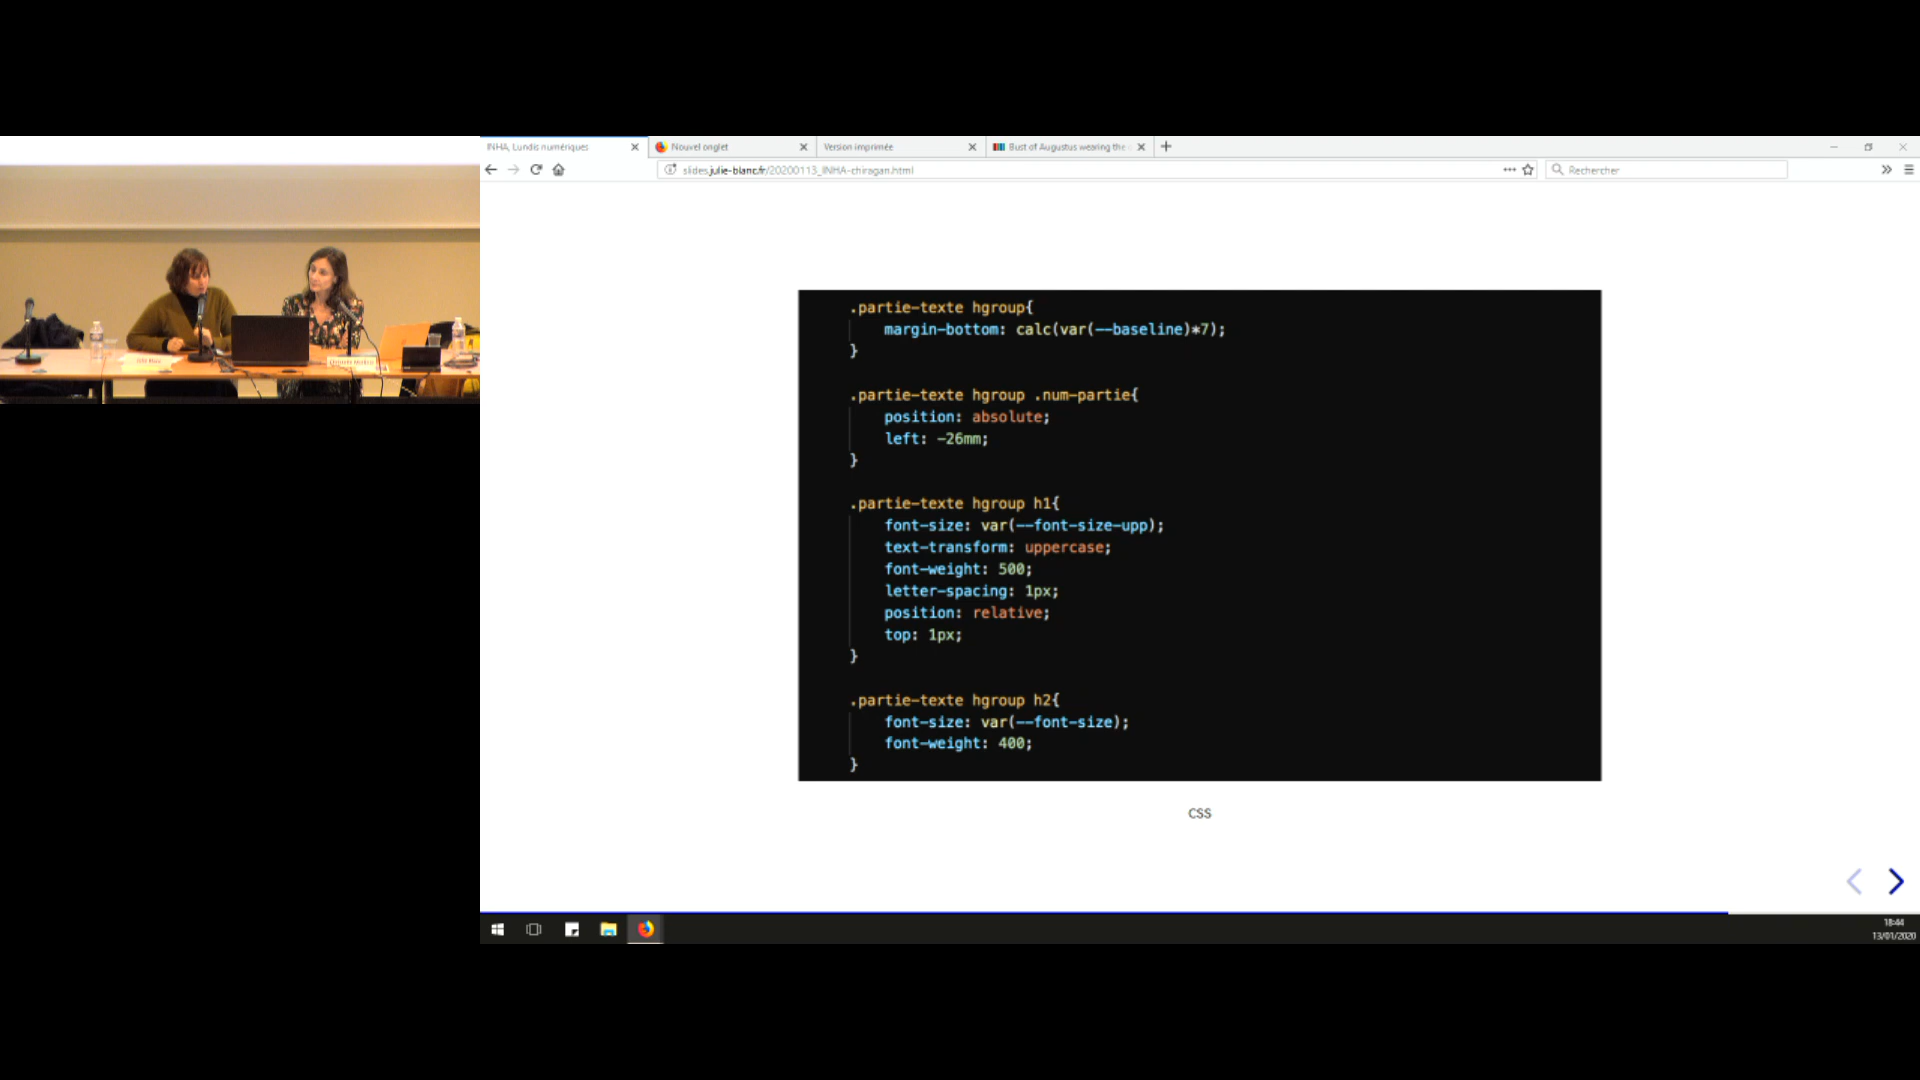 INHA, Lundis numériques
Nouvel onglet
Version imprimée
Bust of Augustus wearing the
slides.julie-blanc.fr/20200113_INHA-chiragan.html
Rechercher
.partie-texte hgroup{
margin-bottom: calc(var(--baseline)*7);
}
.partie-texte hgroup .num-partie{
position: absolute;
left: -26mm;
}
.partie-texte hgroup h1{
font-size: var(--font-size-upp);
text-transform: uppercase;
font-weight: 500;
letter-spacing: 1px;
position: relative;
top: 1px;
}
.partie-texte hgroup h2{
font-size: var(--font-size);
font-weight: 400;
}
CSS
18:44
13/01/2020